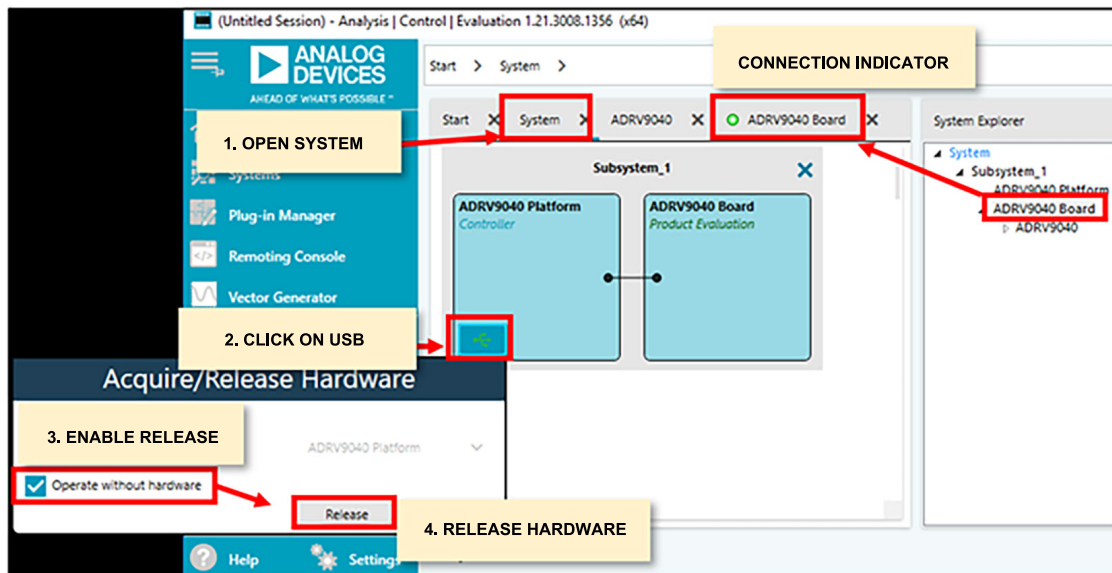 (Untitled Session) - Analysis | Control | Evaluation 1.21.3008.1356 (x64)
ANALOG
DEVICES
AHEAD OF WHAT'S POSSIBLE™
Start > System >
CONNECTION INDICATOR
Start X System X ADRV9040 X ADRV9040 Board X
System Explorer
1. OPEN SYSTEM
Systems
Plug-in Manager
Remoting Console
Vector Generator
Subsystem_1 X
ADRV9040 Platform
Controller
ADRV9040 Board
Product Evaluation
System
Subsystem_1
ADRV9040 Platform
ADRV9040 Board
ADRV9040
2. CLICK ON USB
Acquire/Release Hardware
3. ENABLE RELEASE
ADRV9040 Platform
Operate without hardware
Release
4. RELEASE HARDWARE
Help
Settings